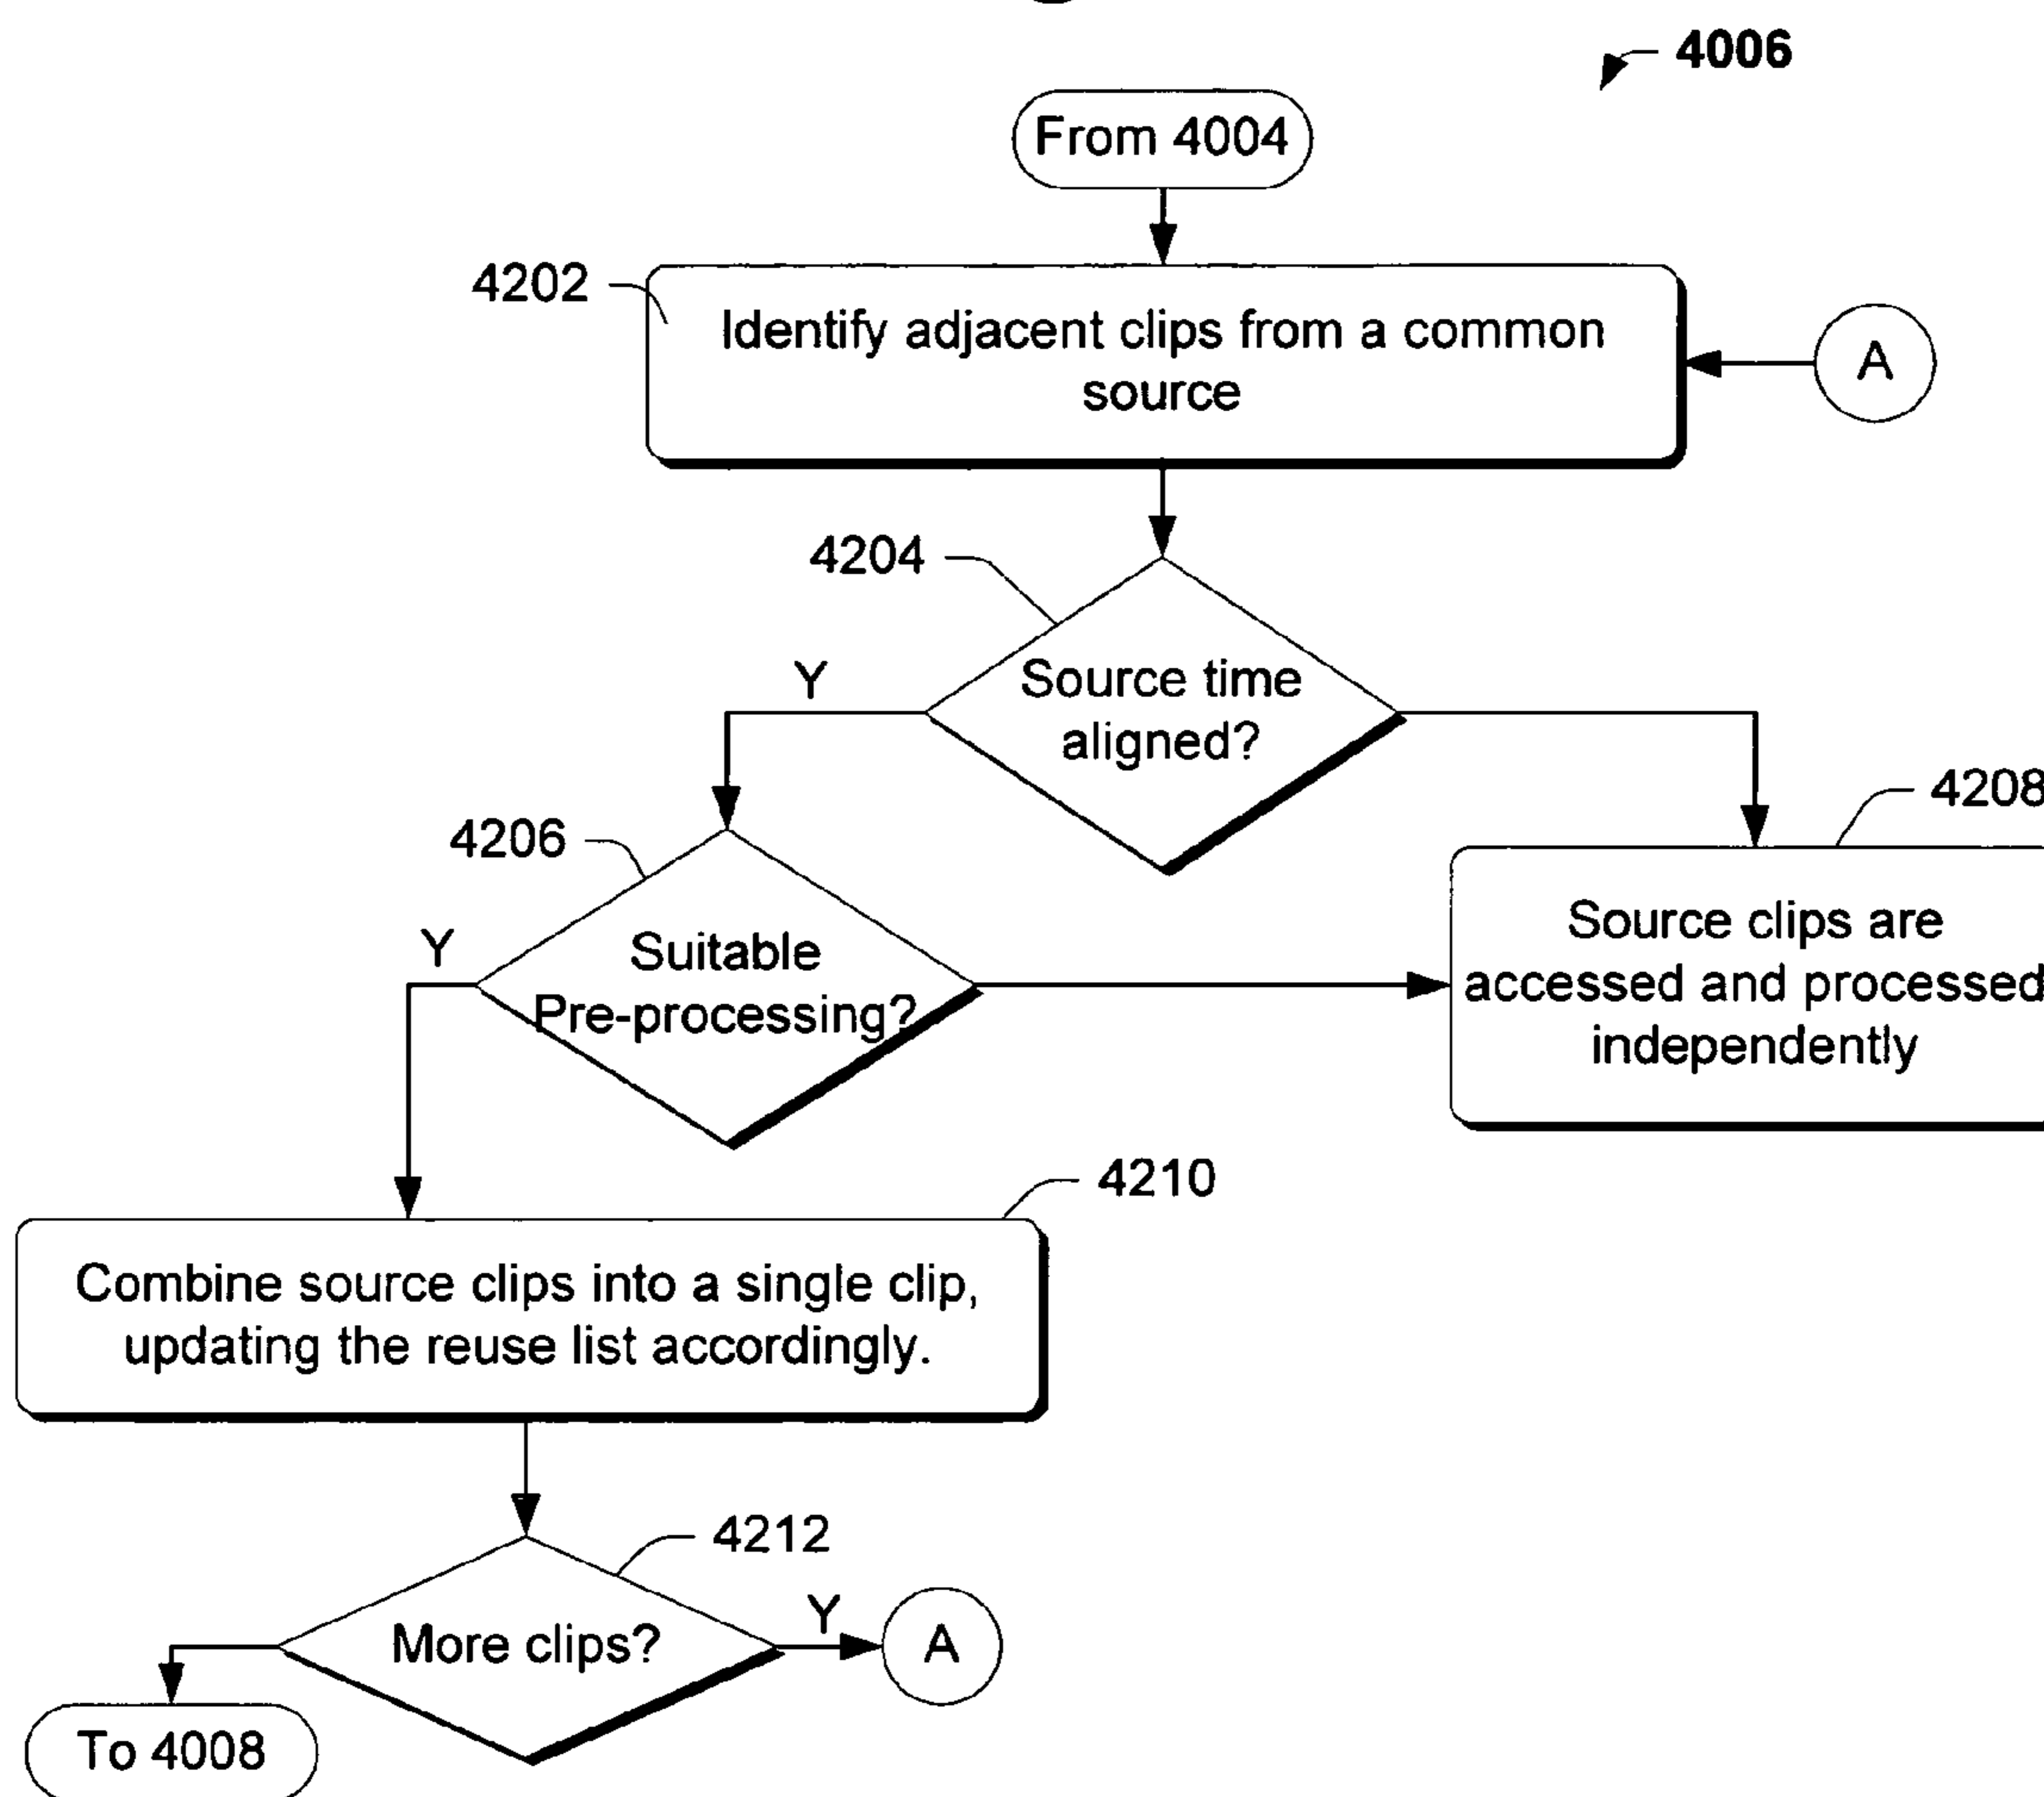 4006
From 4004
4202
Identify adjacent clips from a common
source
A
4204
Y
Source time
aligned?
4208
4206
Y
Suitable
Pre-processing?
Source clips are
accessed and processed
independently
4210
Combine source clips into a single clip,
updating the reuse list accordingly.
4212
More clips?
Y
A
To 4008